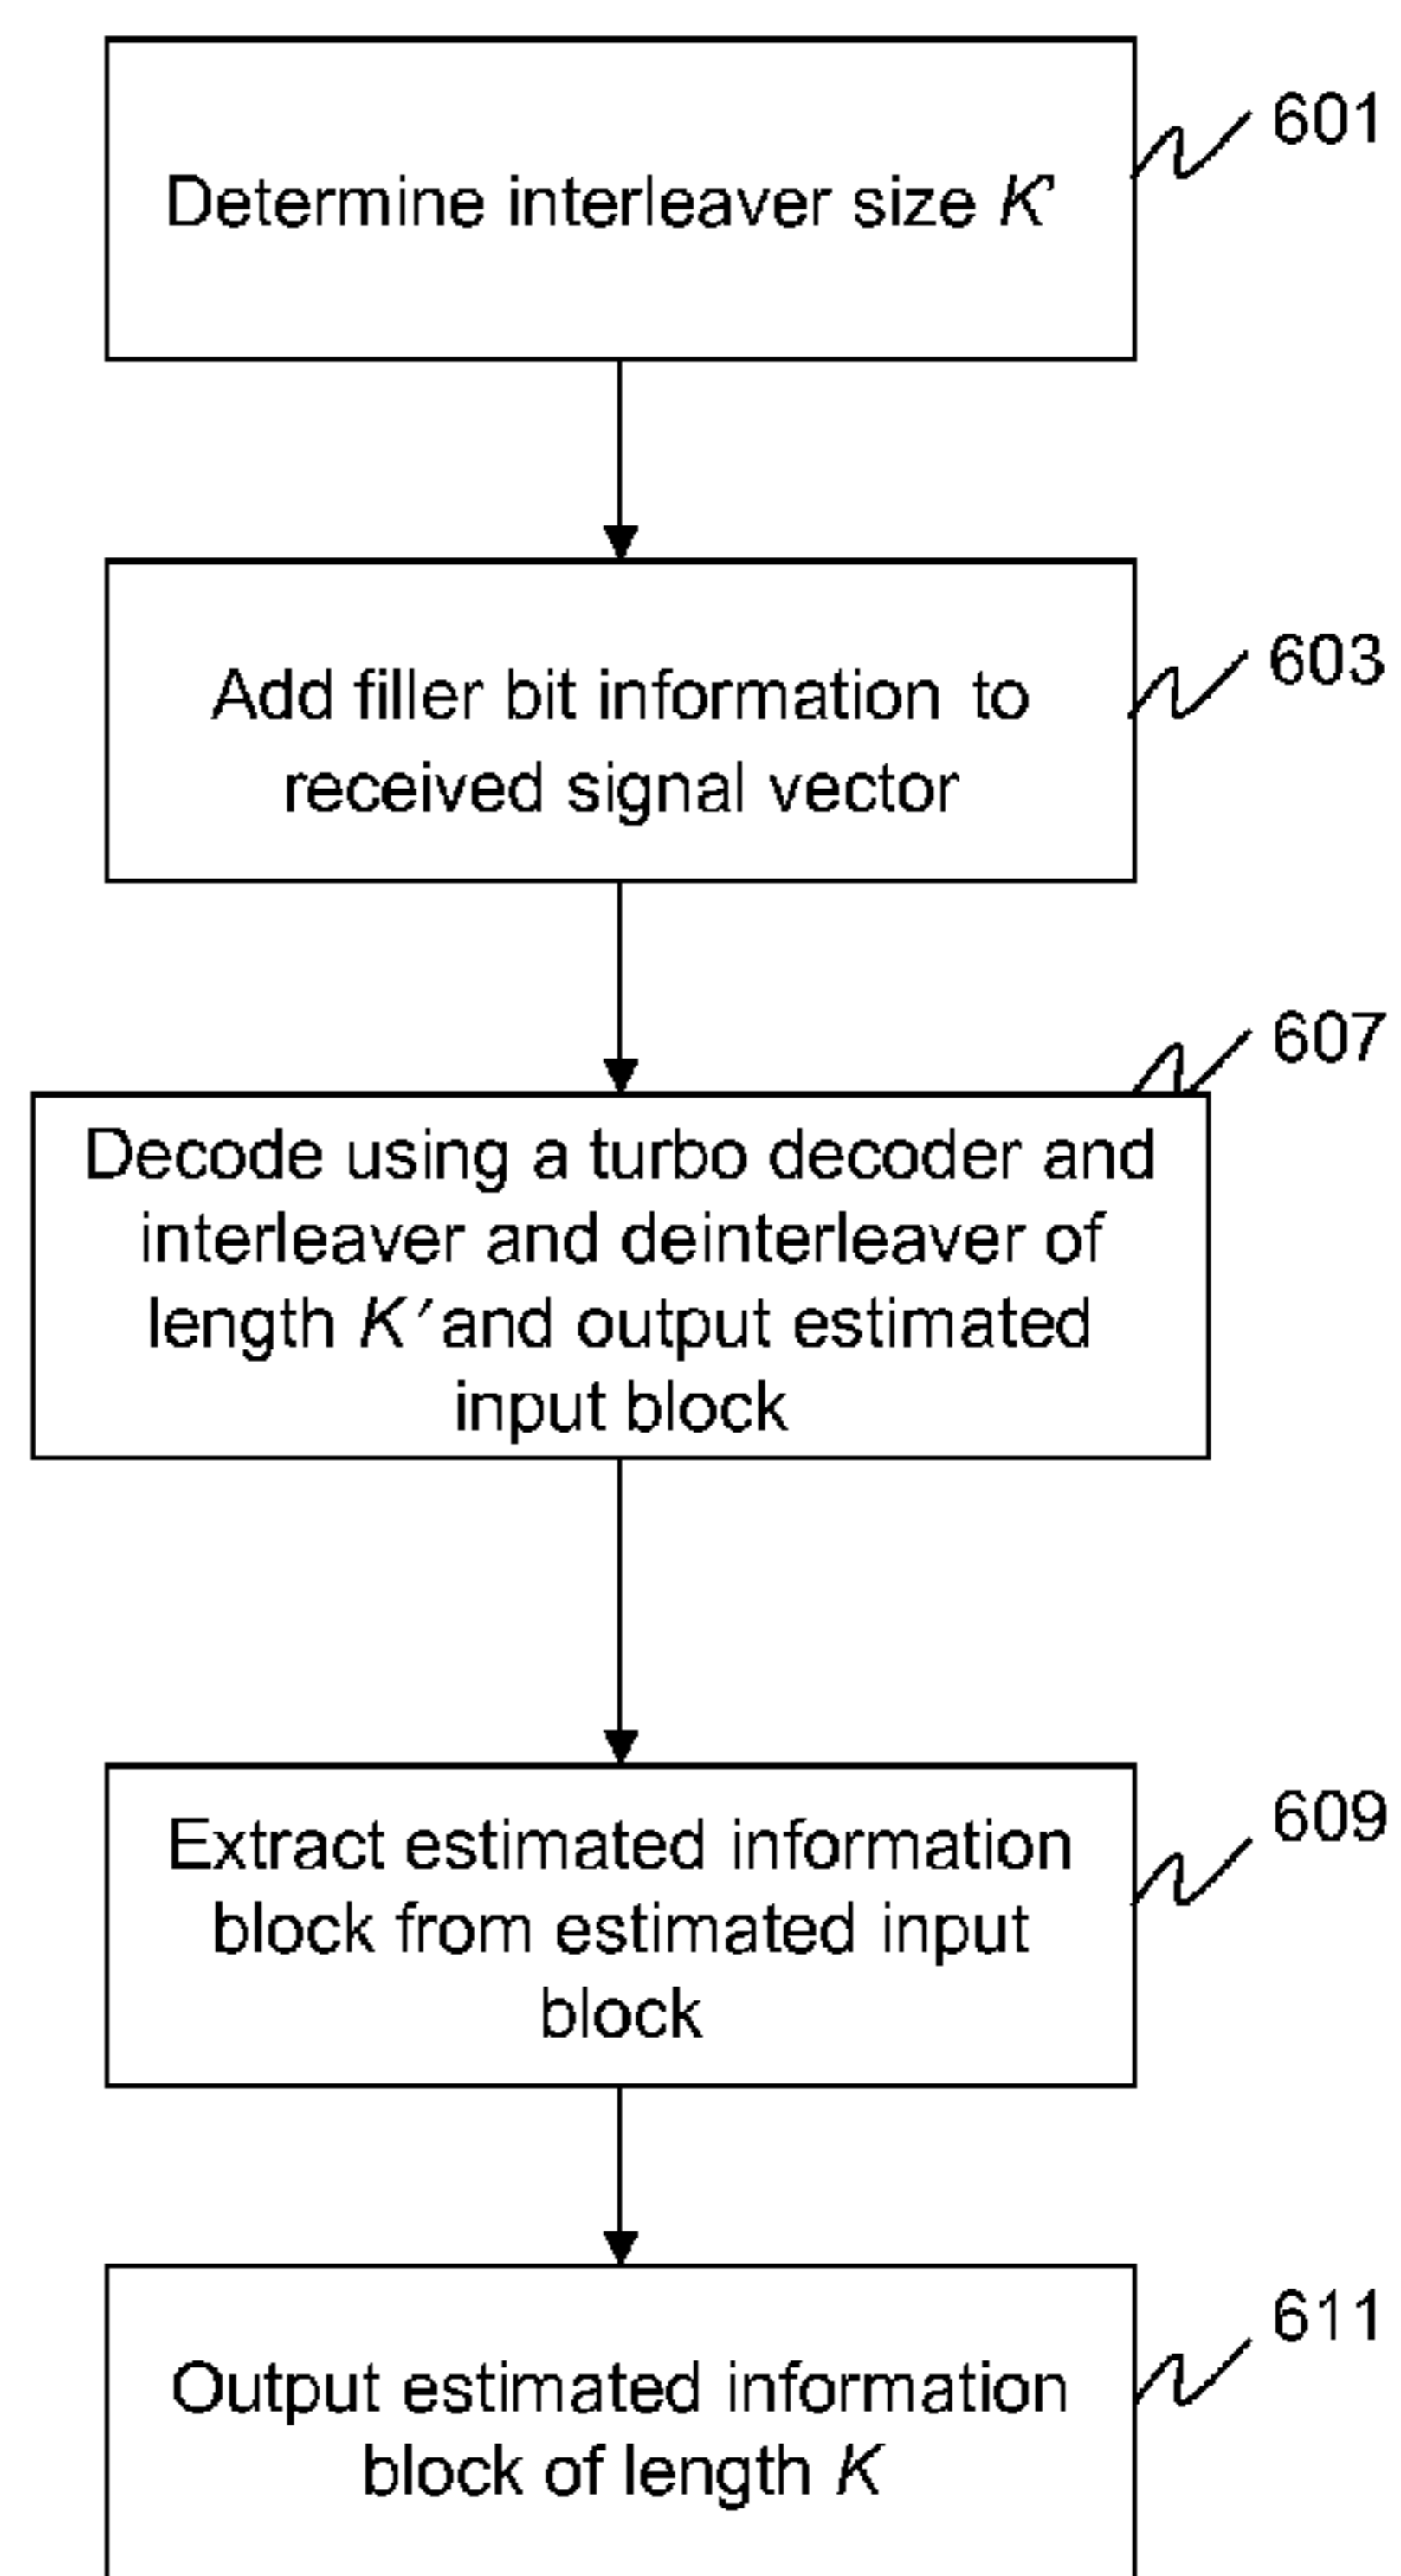 601
Determine interleaver size K'
603
Add filler bit information to
received signal vector
607
Decode using a turbo decoder and
interleaver and deinterleaver of
length K' and output estimated
input block
609
Extract estimated information
block from estimated input
block
611
Output estimated information
block of length K